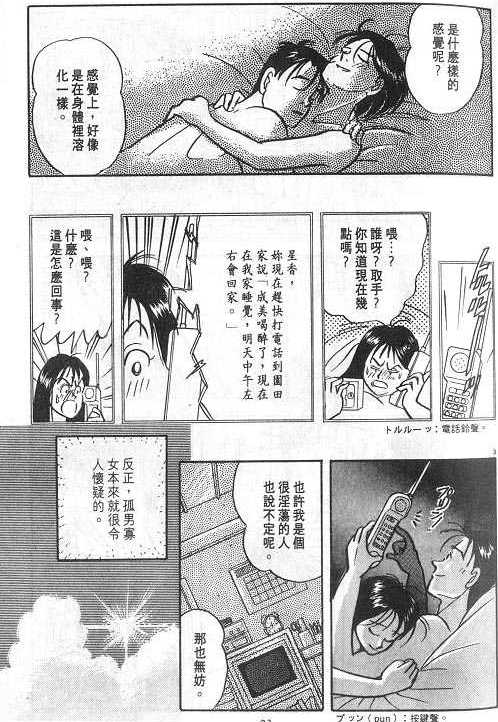 是什麼樣的
感覺呢？
感覺上，好像
是在身體裡溶
化一樣。
トルルーッ；電話鈴聲。
喂…？
誰呀？取手？
你知道現在幾
點嗎？
星香，
妳現在趕快打電話到園田
家說「成美喝醉了，現在
在我家睡覺，明天中午左
右會回家。」
喂、喂？
什麼？
這是怎麼回事？
プッン（pun）；按鍵聲。
也許我是個
很淫蕩的人
也說不定呢。
那也無妨。
反正，孤男寡
女本來就很令
人懷疑的。